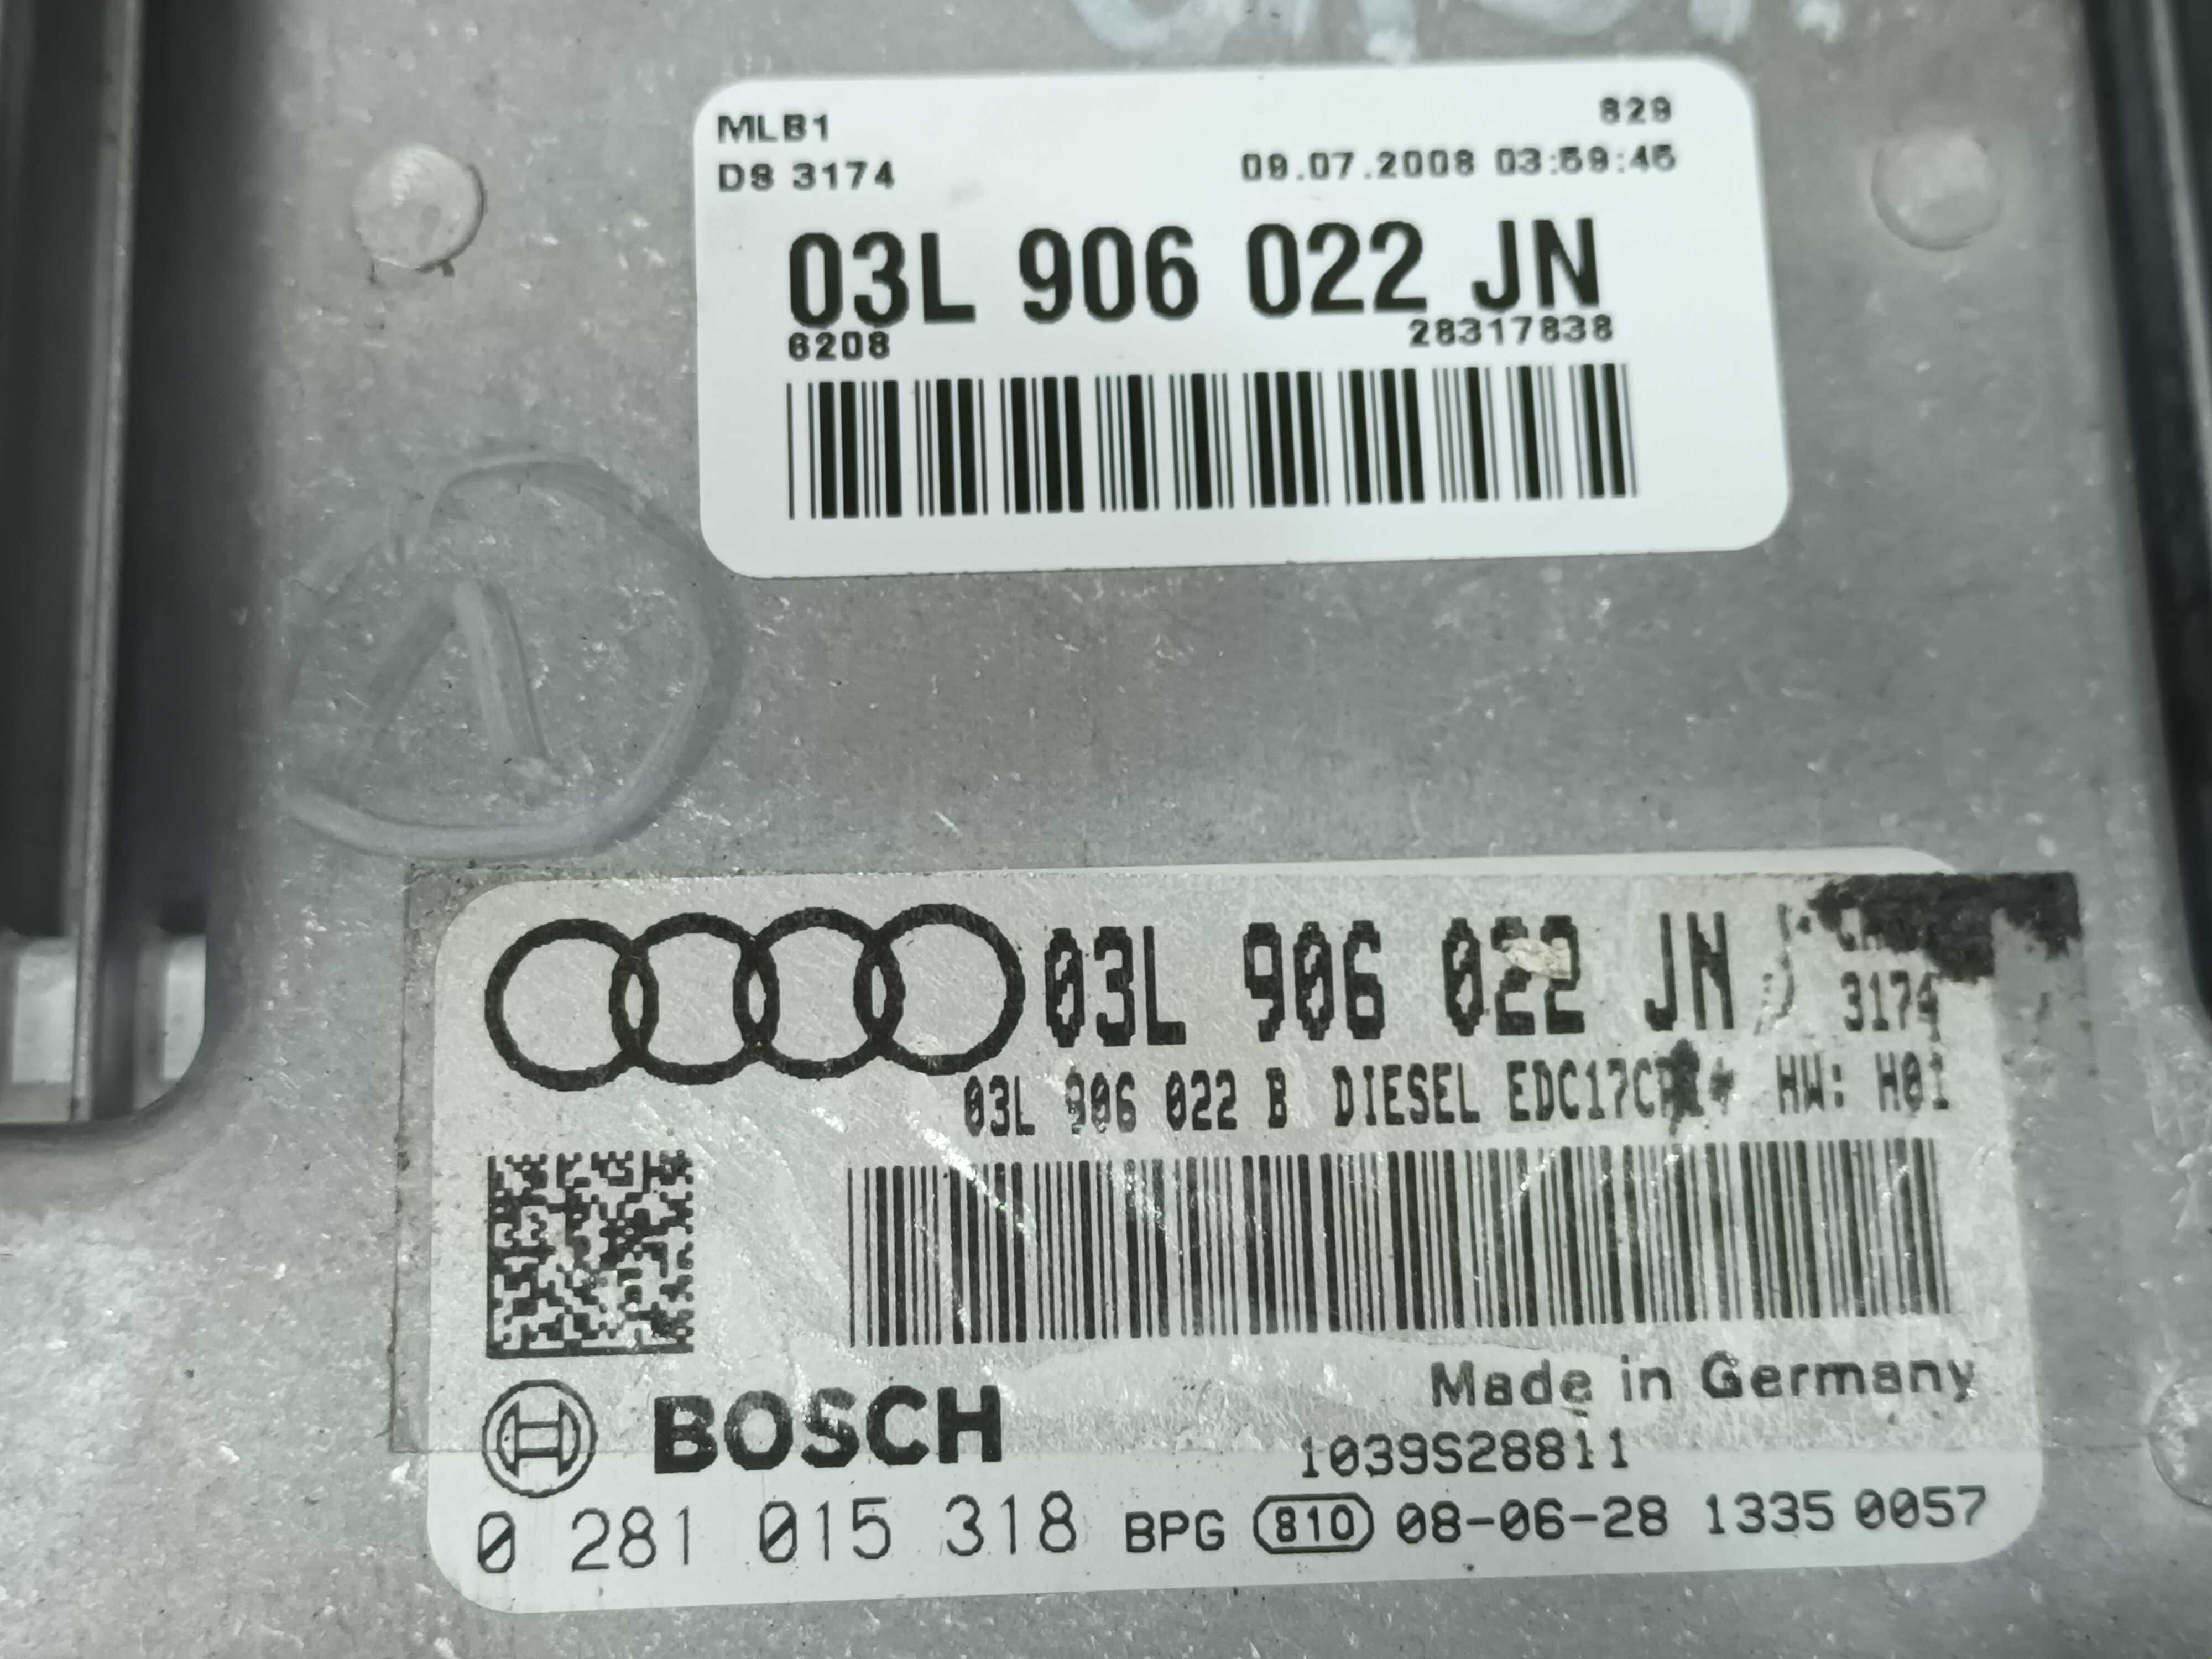 MLB1 829
DS 3174 09.07.2008 03:59:45
03L 906 022 JN
6208 28317838
03L 906 022 JN
3174
03L 906 022 B DIESEL HW: H01
Made in Germany
BOSCH 1039S28811
0 281 015 318 BPG 810 08-06-28 1335 0057